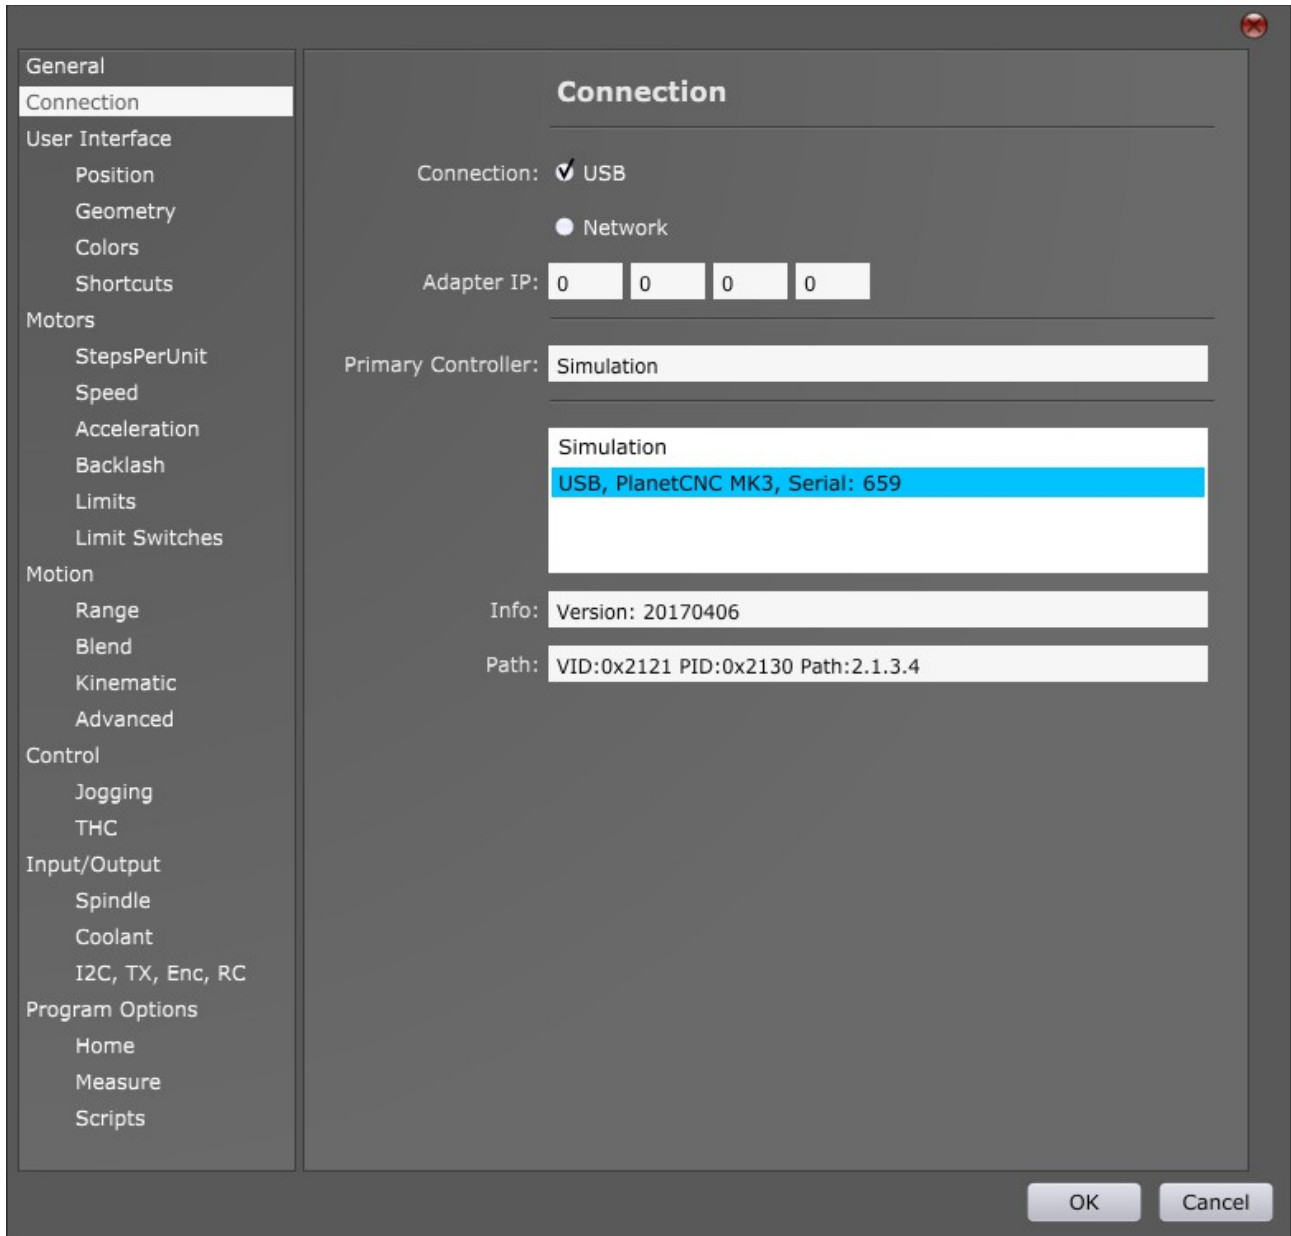 General
Connection
User Interface
Position
Geometry
Colors
Shortcuts
Motors
StepsPerUnit
Speed
Acceleration
Backlash
Limits
Limit Switches
Motion
Range
Blend
Kinematic
Advanced
Control
Jogging
THC
Input/Output
Spindle
Coolant
I2C, TX, Enc, RC
Program Options
Home
Measure
Scripts
Connection
Connection: USB
Network
Adapter IP: 0 0 0 0
Primary Controller: Simulation
Simulation
USB, PlanetCNC MK3, Serial: 659
Info: Version: 20170406
Path: VID:0x2121 PID:0x2130 Path:2.1.3.4
OK Cancel